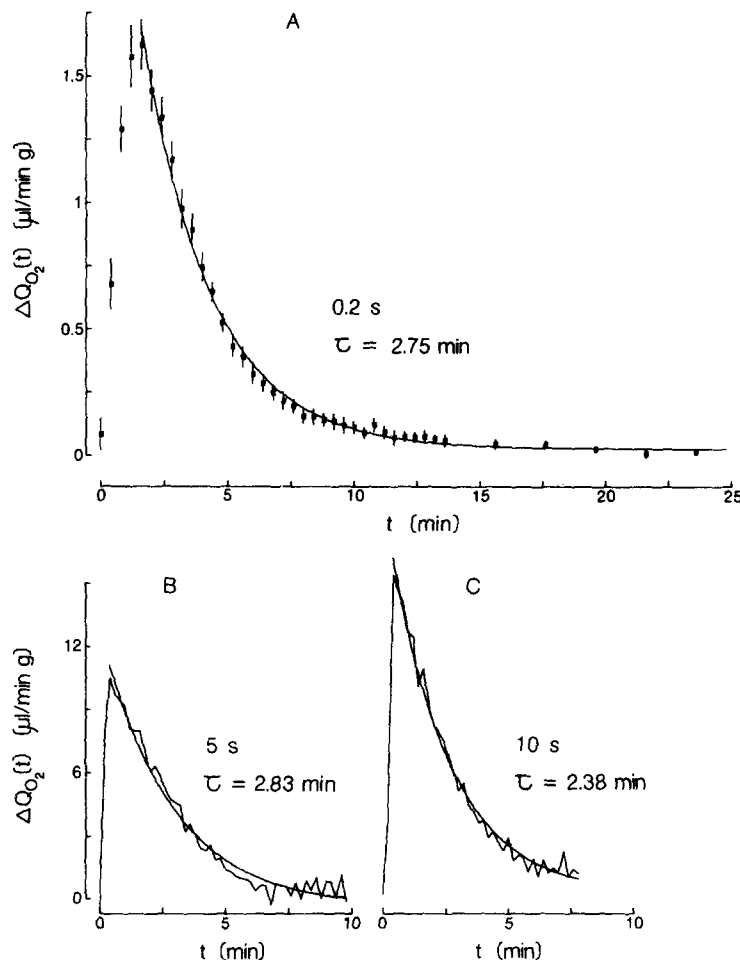 A
1.5
1
0.5
0
ΔQO₂(t) (μl/min g)
0.2 s
τ = 2.75 min
0 5 10 15 20 25
t (min)
B
12
6
0
ΔQO₂(t) (μl/min g)
5 s
τ = 2.83 min
0 5 10
t (min)
C
10 s
τ = 2.38 min
0 5 10
t (min)